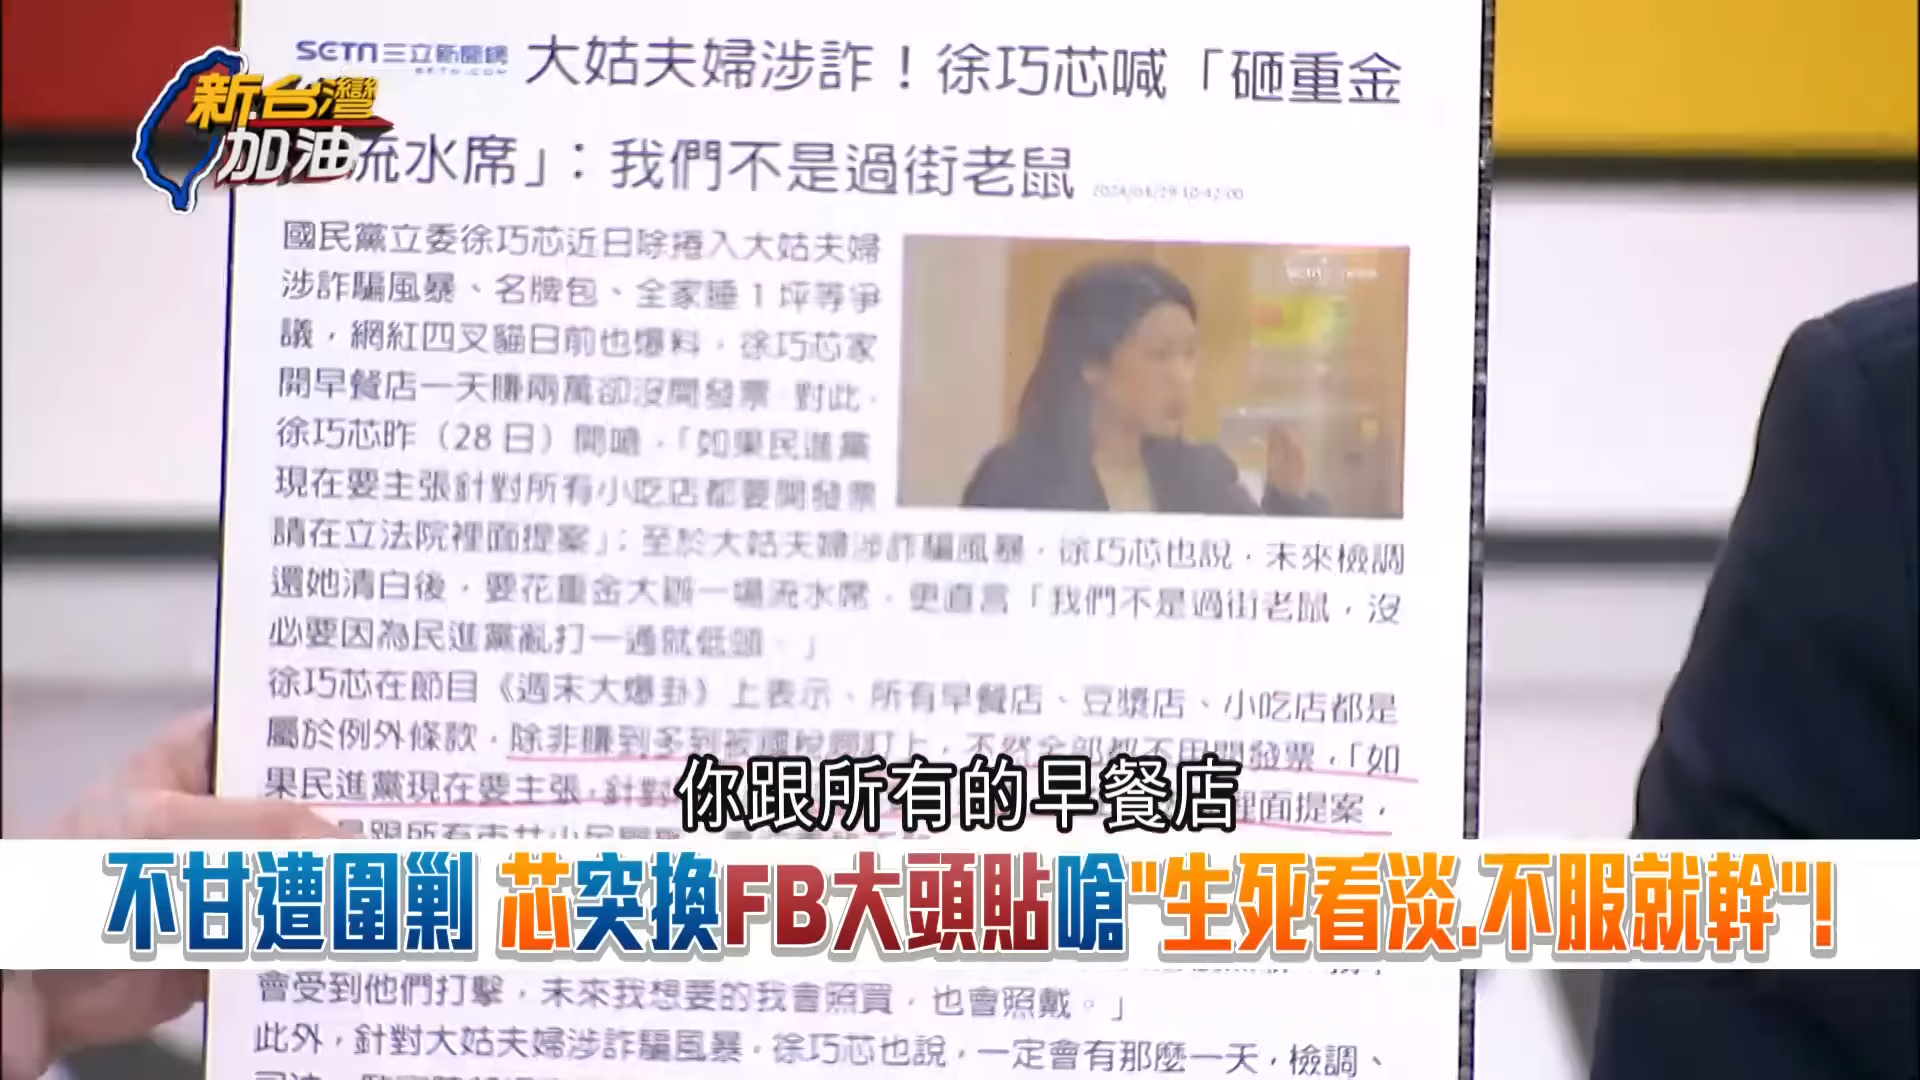 SETN三立新聞網 大姑夫婦涉詐！徐巧芯喊「砸重金
新台灣
加油
流水席」：我們不是過街老鼠 2024/04/29 10:42:00
國民黨立委徐巧芯近日除捲入大姑夫婦
涉詐騙風暴、名牌包、全家睡1坪等爭
議，網紅四叉貓日前也爆料，徐巧芯家
開早餐店一天賺兩萬卻沒開發票，對此，
徐巧芯昨（28日）開嗆，「如果民進黨
現在要主張針對所有小吃店都要開發票
請在立法院裡面提案」；至於大姑夫婦涉詐騙風暴，徐巧芯也說，未來檢調
還她清白後，要花重金大辦一場流水席，更直言「我們不是過街老鼠，沒
必要因為民進黨亂打一通就低頭。」
徐巧芯在節目《週末大爆卦》上表示、所有早餐店、豆漿店、小吃店都是
屬於例外條款，除非賺到多到被國稅局盯上，不然全部都不用開發票，「如
果民進黨現在要主張，針對
裡面提案，
你跟所有的早餐店
不甘遭圍剿 芯突換FB大頭貼嗆"生死看淡.不服就幹"!
會受到他們打擊，未來我想要的我會照買，也會照戴。」
此外，針對大姑夫婦涉詐騙風暴，徐巧芯也說，一定會有那麼一天，檢調、